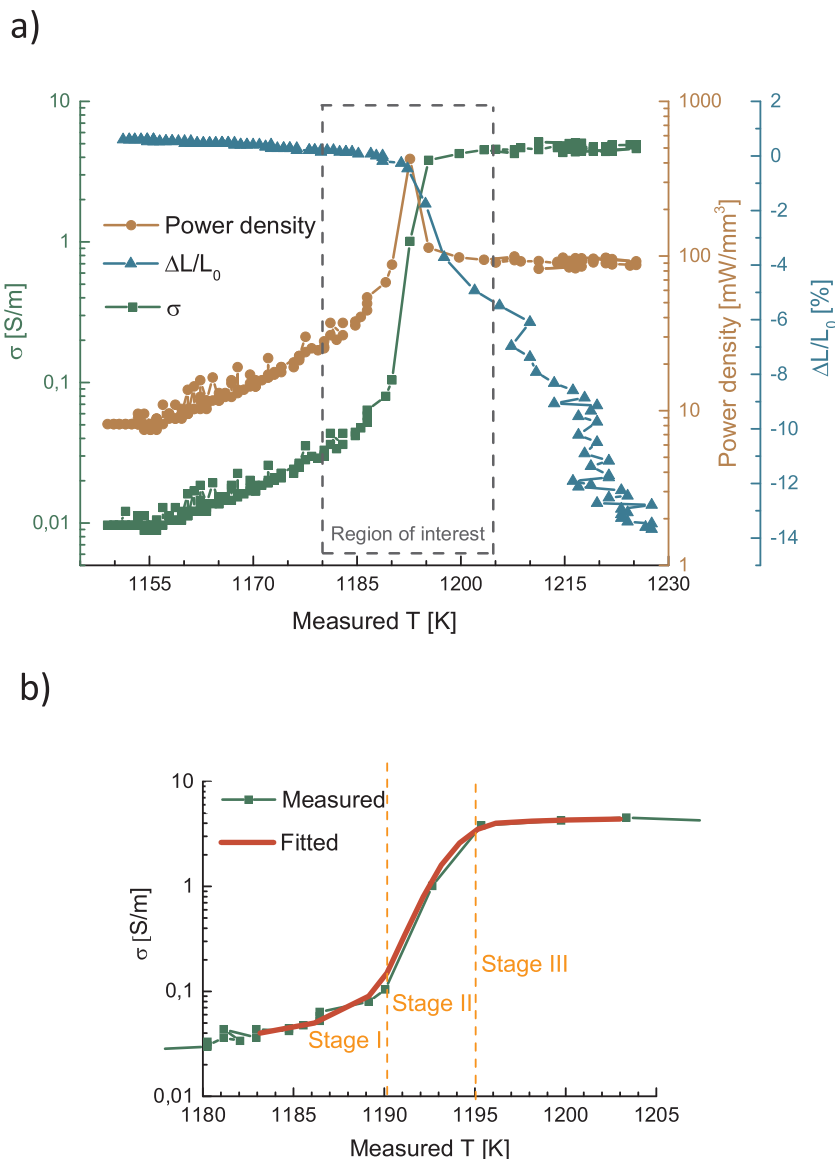 a)
10
1
0,1
0,01
σ [S/m]
1000
100
10
1
Power density [mW/mm³]
2
0
-2
-4
-6
-8
-10
-12
-14
ΔL/L₀ [%]
Power density
ΔL/L₀
σ
Region of interest
1155 1170 1185 1200 1215 1230
Measured T [K]
b)
10
1
0,1
0,01
σ [S/m]
Measured
Fitted
Stage III
Stage II
Stage I
1180 1185 1190 1195 1200 1205
Measured T [K]